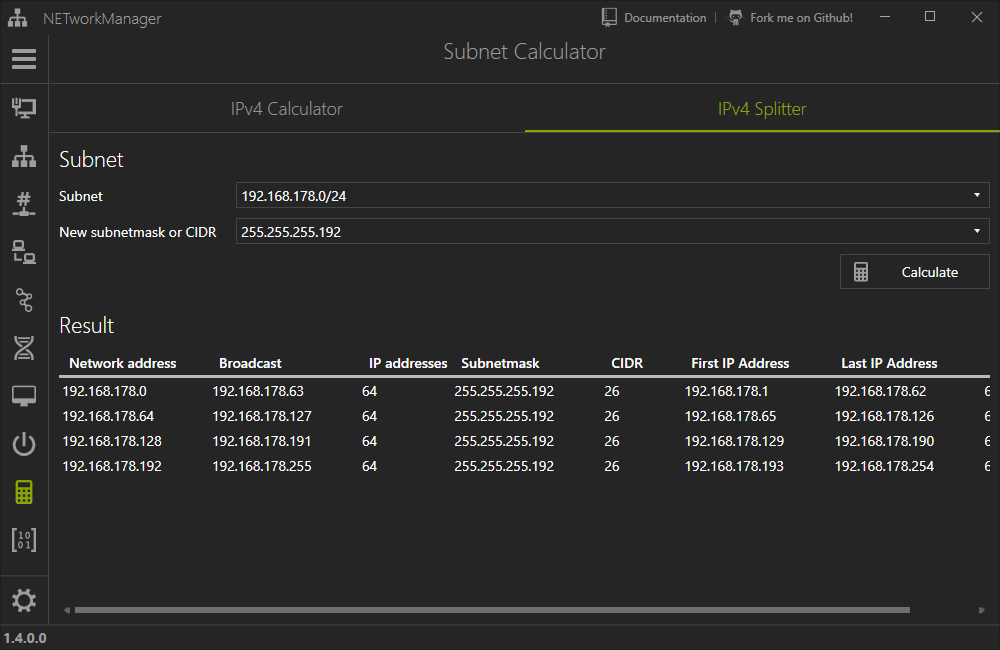 NETworkManager Documentation | Fork me on Github!
Subnet Calculator
IPv4 Calculator IPv4 Splitter
Subnet
Subnet 192.168.178.0/24
New subnetmask or CIDR 255.255.255.192
Calculate
Result
Network address Broadcast IP addresses Subnetmask CIDR First IP Address Last IP Address
192.168.178.0 192.168.178.63 64 255.255.255.192 26 192.168.178.1 192.168.178.62
192.168.178.64 192.168.178.127 64 255.255.255.192 26 192.168.178.65 192.168.178.126
192.168.178.128 192.168.178.191 64 255.255.255.192 26 192.168.178.129 192.168.178.190
192.168.178.192 192.168.178.255 64 255.255.255.192 26 192.168.178.193 192.168.178.254
1.4.0.0